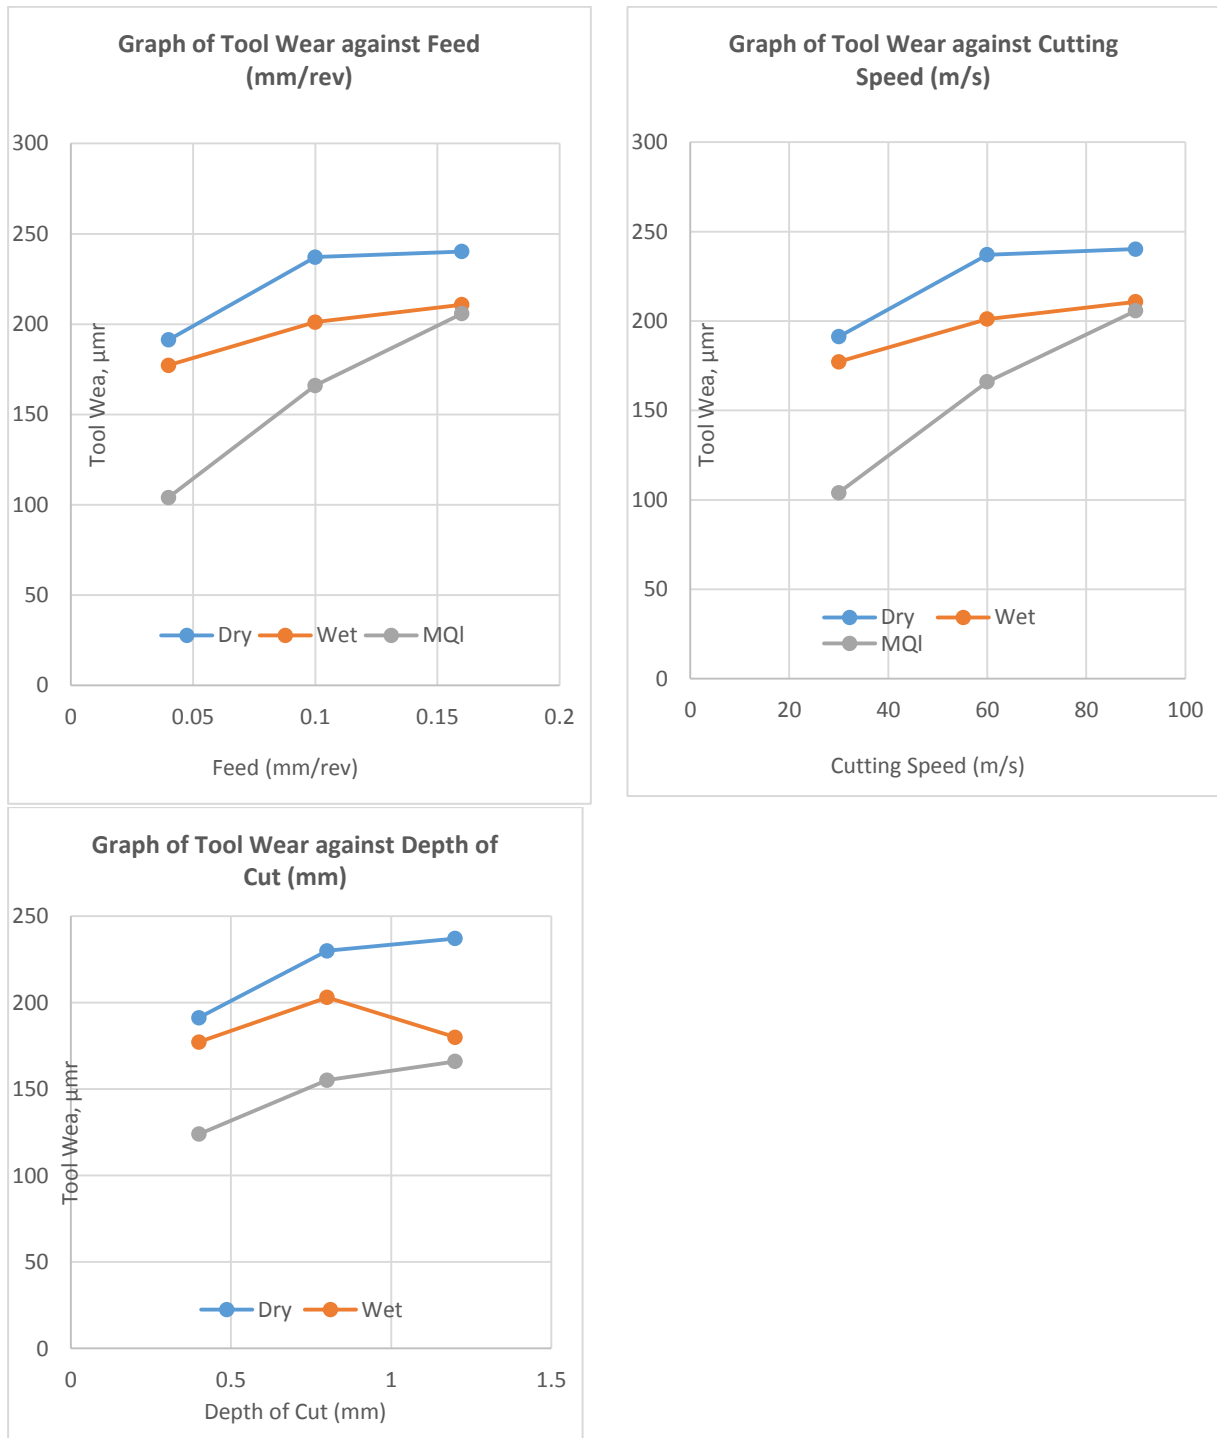 Graph of Tool Wear against Feed
(mm/rev)
300
250
200
150
100
50
0
Tool Wea, µmr
Dry Wet MQl
0 0.05 0.1 0.15 0.2
Feed (mm/rev)
Graph of Tool Wear against Cutting
Speed (m/s)
300
250
200
150
100
50
0
Tool Wea, µmr
Dry Wet
MQl
0 20 40 60 80 100
Cutting Speed (m/s)
Graph of Tool Wear against Depth of
Cut (mm)
250
200
150
100
50
0
Tool Wea, µmr
Dry Wet
0 0.5 1 1.5
Depth of Cut (mm)